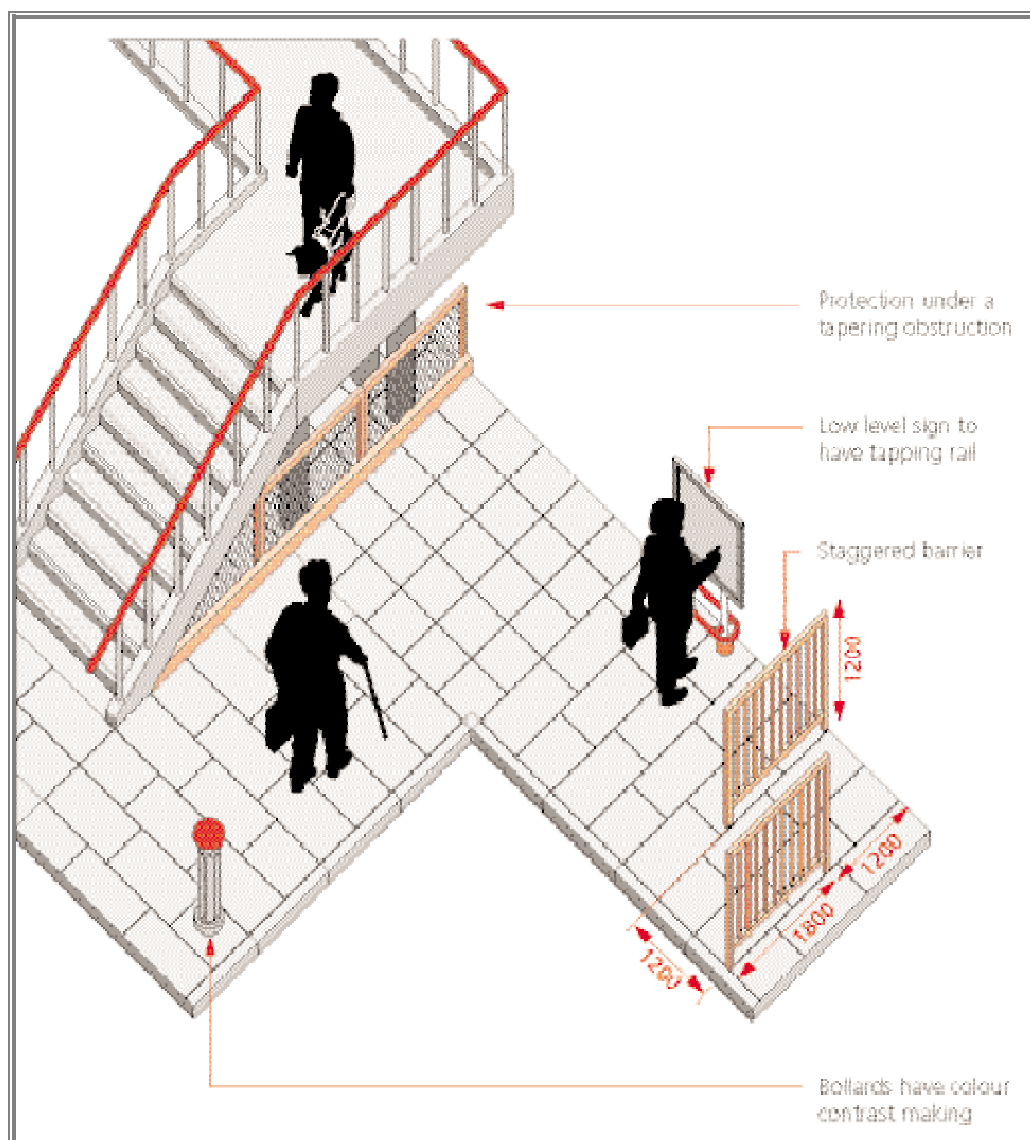 Protection under a
tapering obstruction
Low level sign to
have tapping rail
Staggered barrier
1200
1200
1800
1200
Bollards have colour
contrast making